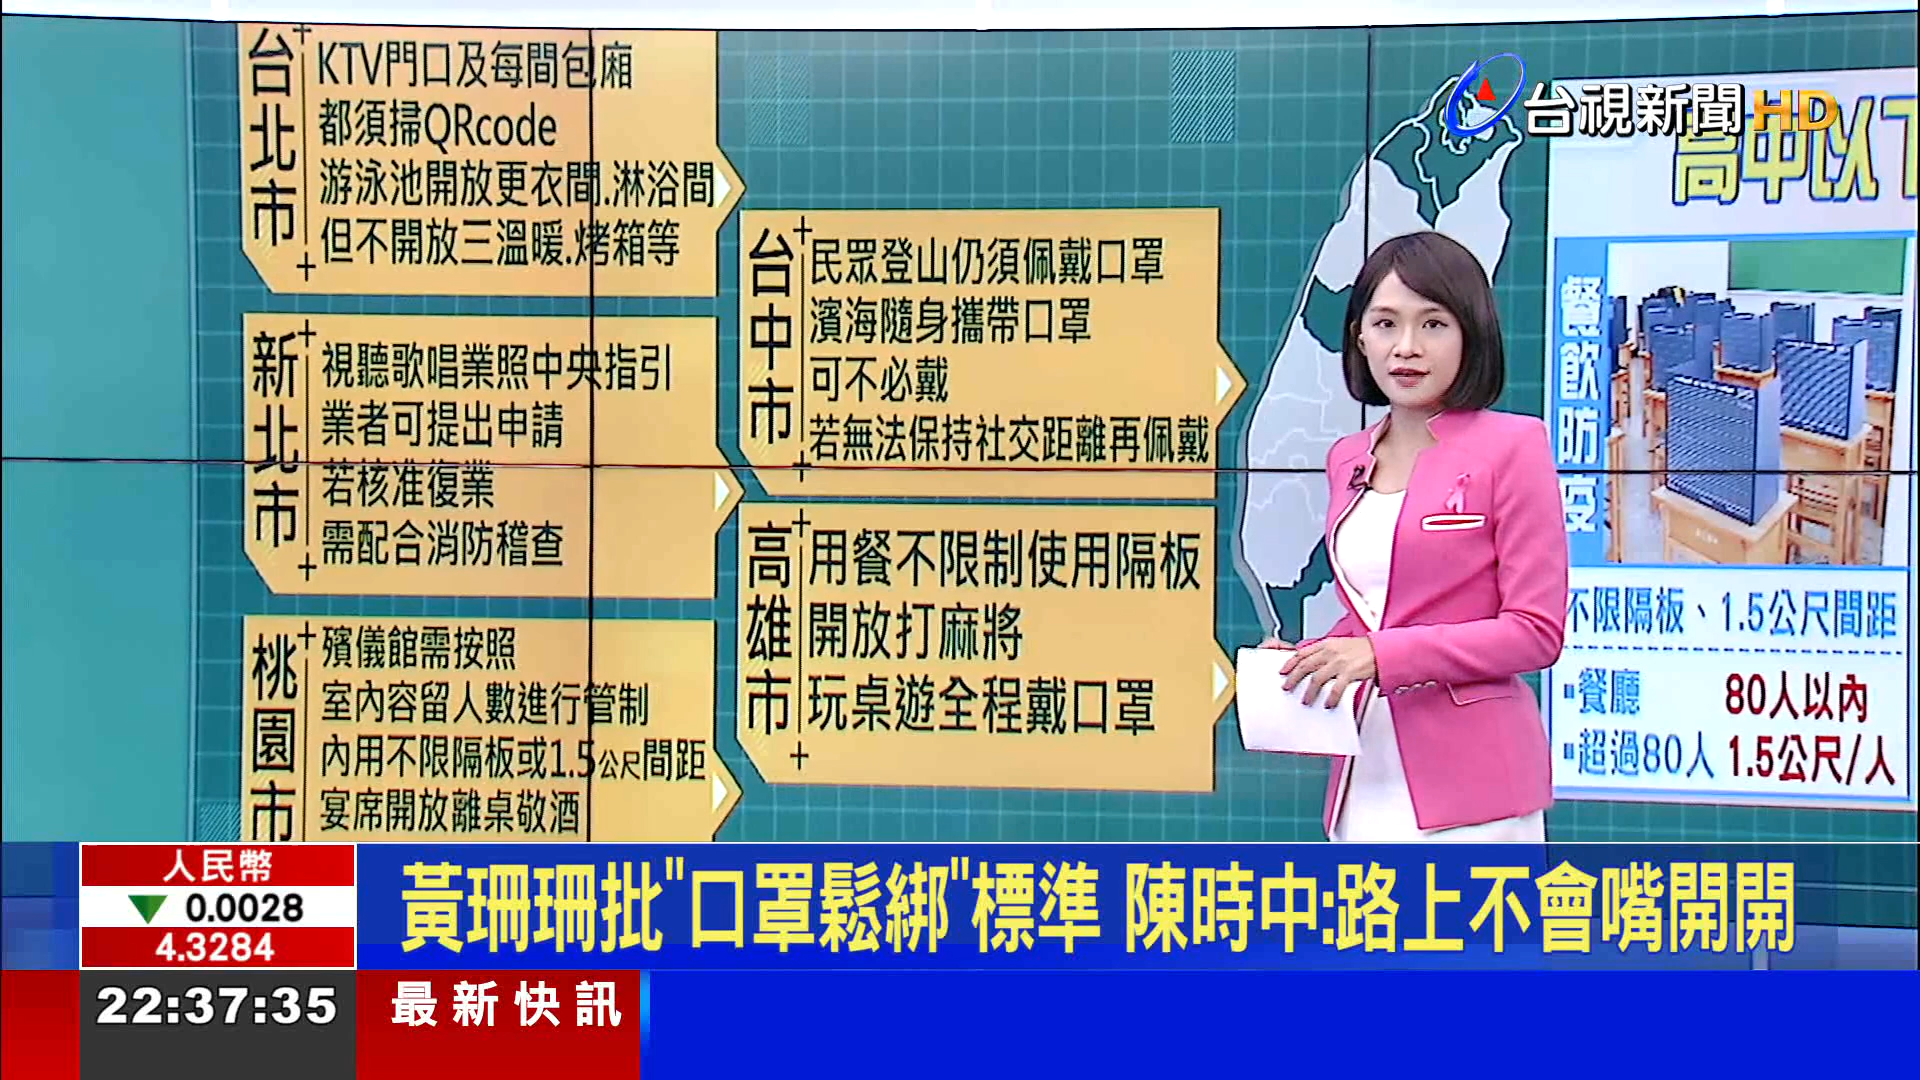 台視新聞HD
台北市
KTV門口及每間包廂
都須掃QRcode
游泳池開放更衣間.淋浴間
但不開放三溫暖.烤箱等
新北市
視聽歌唱業照中央指引
業者可提出申請
若核准復業
需配合消防稽查
桃園市
殯儀館需按照
室內容留人數進行管制
內用不限隔板或1.5公尺間距
宴席開放離桌敬酒
台中市
民眾登山仍須佩戴口罩
濱海隨身攜帶口罩
可不必戴
若無法保持社交距離再佩戴
高雄市
用餐不限制使用隔板
開放打麻將
玩桌遊全程戴口罩
高中以下
餐飲防疫
不限隔板、1.5公尺間距
▪餐廳 80人以內
▪超過80人 1.5公尺/人
人民幣
▼ 0.0028
4.3284
黃珊珊批"口罩鬆綁"標準 陳時中:路上不會嘴開開
22:37:35
最新快訊